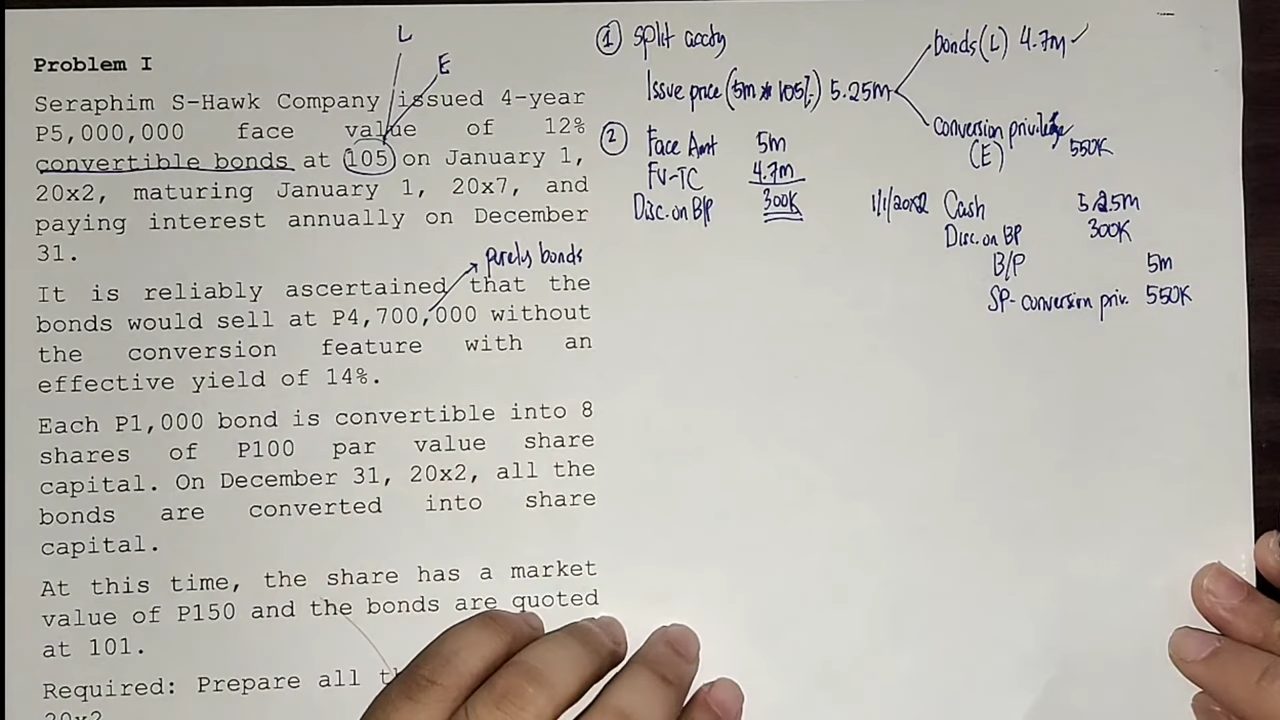 L
E
Problem I
Seraphim S-Hawk Company issued 4-year
P5,000,000 face value of 12%
convertible bonds at 105 on January 1,
20x2, maturing January 1, 20x7, and
paying interest annually on December
31.
purely bonds
It is reliably ascertained that the
bonds would sell at P4,700,000 without
the conversion feature with an
effective yield of 14%.
Each P1,000 bond is convertible into 8
shares of P100 par value share
capital. On December 31, 20x2, all the
bonds are converted into share
capital.
At this time, the share has a market
value of P150 and the bonds are quoted
at 101.
Required: Prepare all
20x2
① Split acctg
Issue price (5m * 105%) 5.25m
bonds (L) 4.7m ✓
conversion privilege
(E) 550K
② Face Amt 5m
FV-TC 4.7m
Disc. on B/P 300K
1/1/20x2 Cash 5.25m
Disc. on BP 300K
B/P 5m
SP-conversion priv. 550K